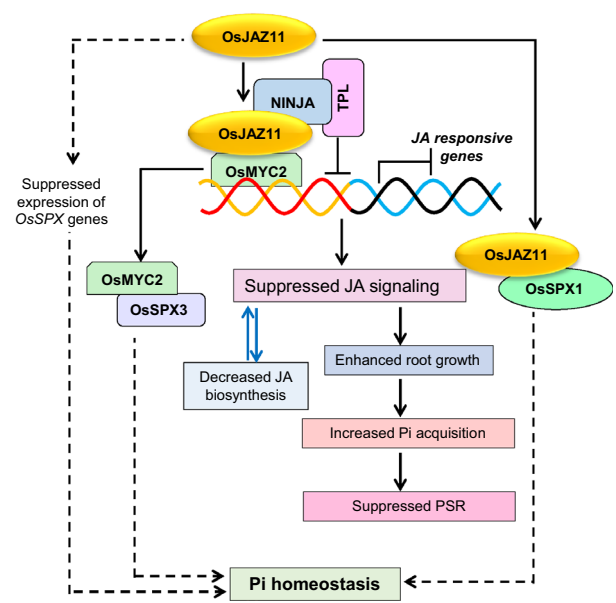 OsJAZ11
NINJA
TPL
OsJAZ11
JA responsive
genes
OsMYC2
Suppressed
expression of
OsSPX genes
OsJAZ11
OsMYC2
OsSPX1
OsSPX3
Suppressed JA signaling
Decreased JA
biosynthesis
Enhanced root growth
Increased Pi acquisition
Suppressed PSR
Pi homeostasis